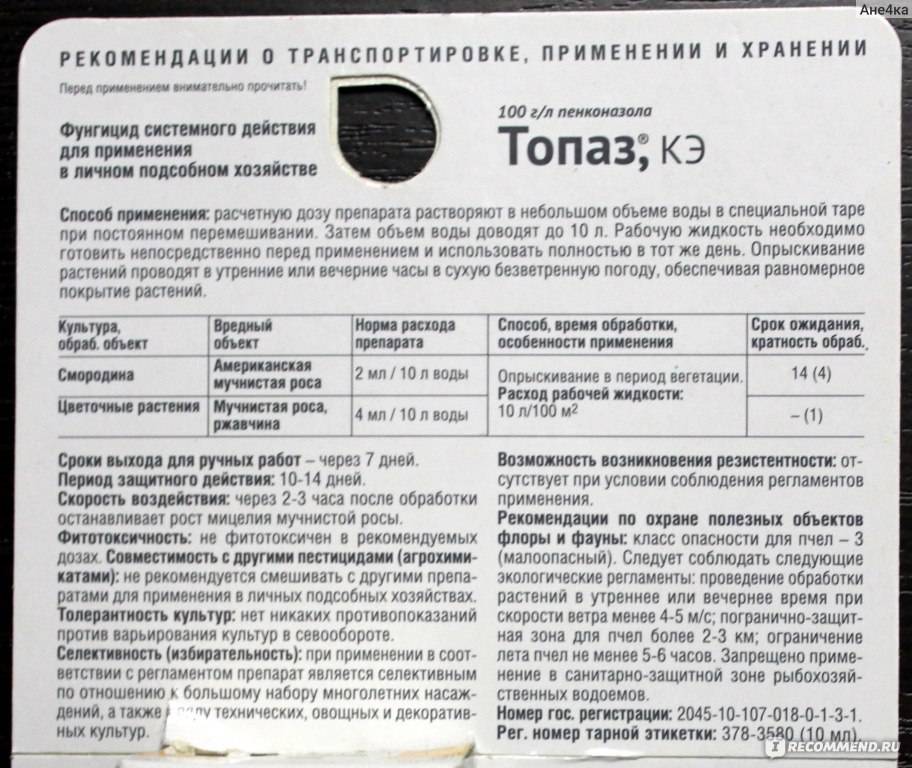 Ане4ка
РЕКОМЕНДАЦИИ О ТРАНСПОРТИРОВКЕ, ПРИМЕНЕНИИ И ХРАНЕНИИ
Перед применением внимательно прочитать!
Фунгицид системного действия
для применения
в личном подсобном хозяйстве
100 г/л пенконазола
Топаз®, КЭ
Способ применения: расчетную дозу препарата растворяют в небольшом объеме воды в специальной таре
при постоянном перемешивании. Затем объем воды доводят до 10 л. Рабочую жидкость необходимо
готовить непосредственно перед применением и использовать полностью в тот же день. Опрыскивание
растений проводят в утренние или вечерние часы в сухую безветренную погоду, обеспечивая равномерное
покрытие растений.
Культура, Вредный Норма расхода Способ, время обработки, Срок ожидания,
обраб. объект объект препарата особенности применения кратность обраб.
Смородина Американская мучнистая роса 2 мл / 10 л воды Опрыскивание в период вегетации. 14 (4)
Расход рабочей жидкости:
10 л/100 м²
Цветочные растения Мучнистая роса, ржавчина 4 мл / 10 л воды – (1)
Сроки выхода для ручных работ – через 7 дней.
Период защитного действия: 10-14 дней.
Скорость воздействия: через 2-3 часа после обработки
останавливает рост мицелия мучнистой росы.
Фитотоксичность: не фитотоксичен в рекомендуемых
дозах. Совместимость с другими пестицидами (агрохими-
катами): не рекомендуется смешивать с другими препа-
ратами для применения в личных подсобных хозяйствах.
Толерантность культур: нет никаких противопоказаний
против варьирования культур в севообороте.
Селективность (избирательность): при применении в соот-
ветствии с регламентом препарат является селективным
по отношению к большому набору многолетних насаж-
дений, а также ряду технических, овощных и декоратив-
ных культур.
Возможность возникновения резистентности: от-
сутствует при условии соблюдения регламентов
применения.
Рекомендации по охране полезных объектов
флоры и фауны: класс опасности для пчел – 3
(малоопасный). Следует соблюдать следующие
экологические регламенты: проведение обработки
растений в утреннее или вечернее время при
скорости ветра менее 4-5 м/с; погранично-защит-
ная зона для пчел более 2-3 км; ограничение
лета пчел не менее 5-6 часов. Запрещено приме-
нение в санитарно-защитной зоне рыбохозяй-
ственных водоемов.
Номер гос. регистрации: 2045-10-107-018-0-1-3-1.
Рег. номер тарной этикетки: 378-3580 (10 мл).
IRECOMMEND.RU